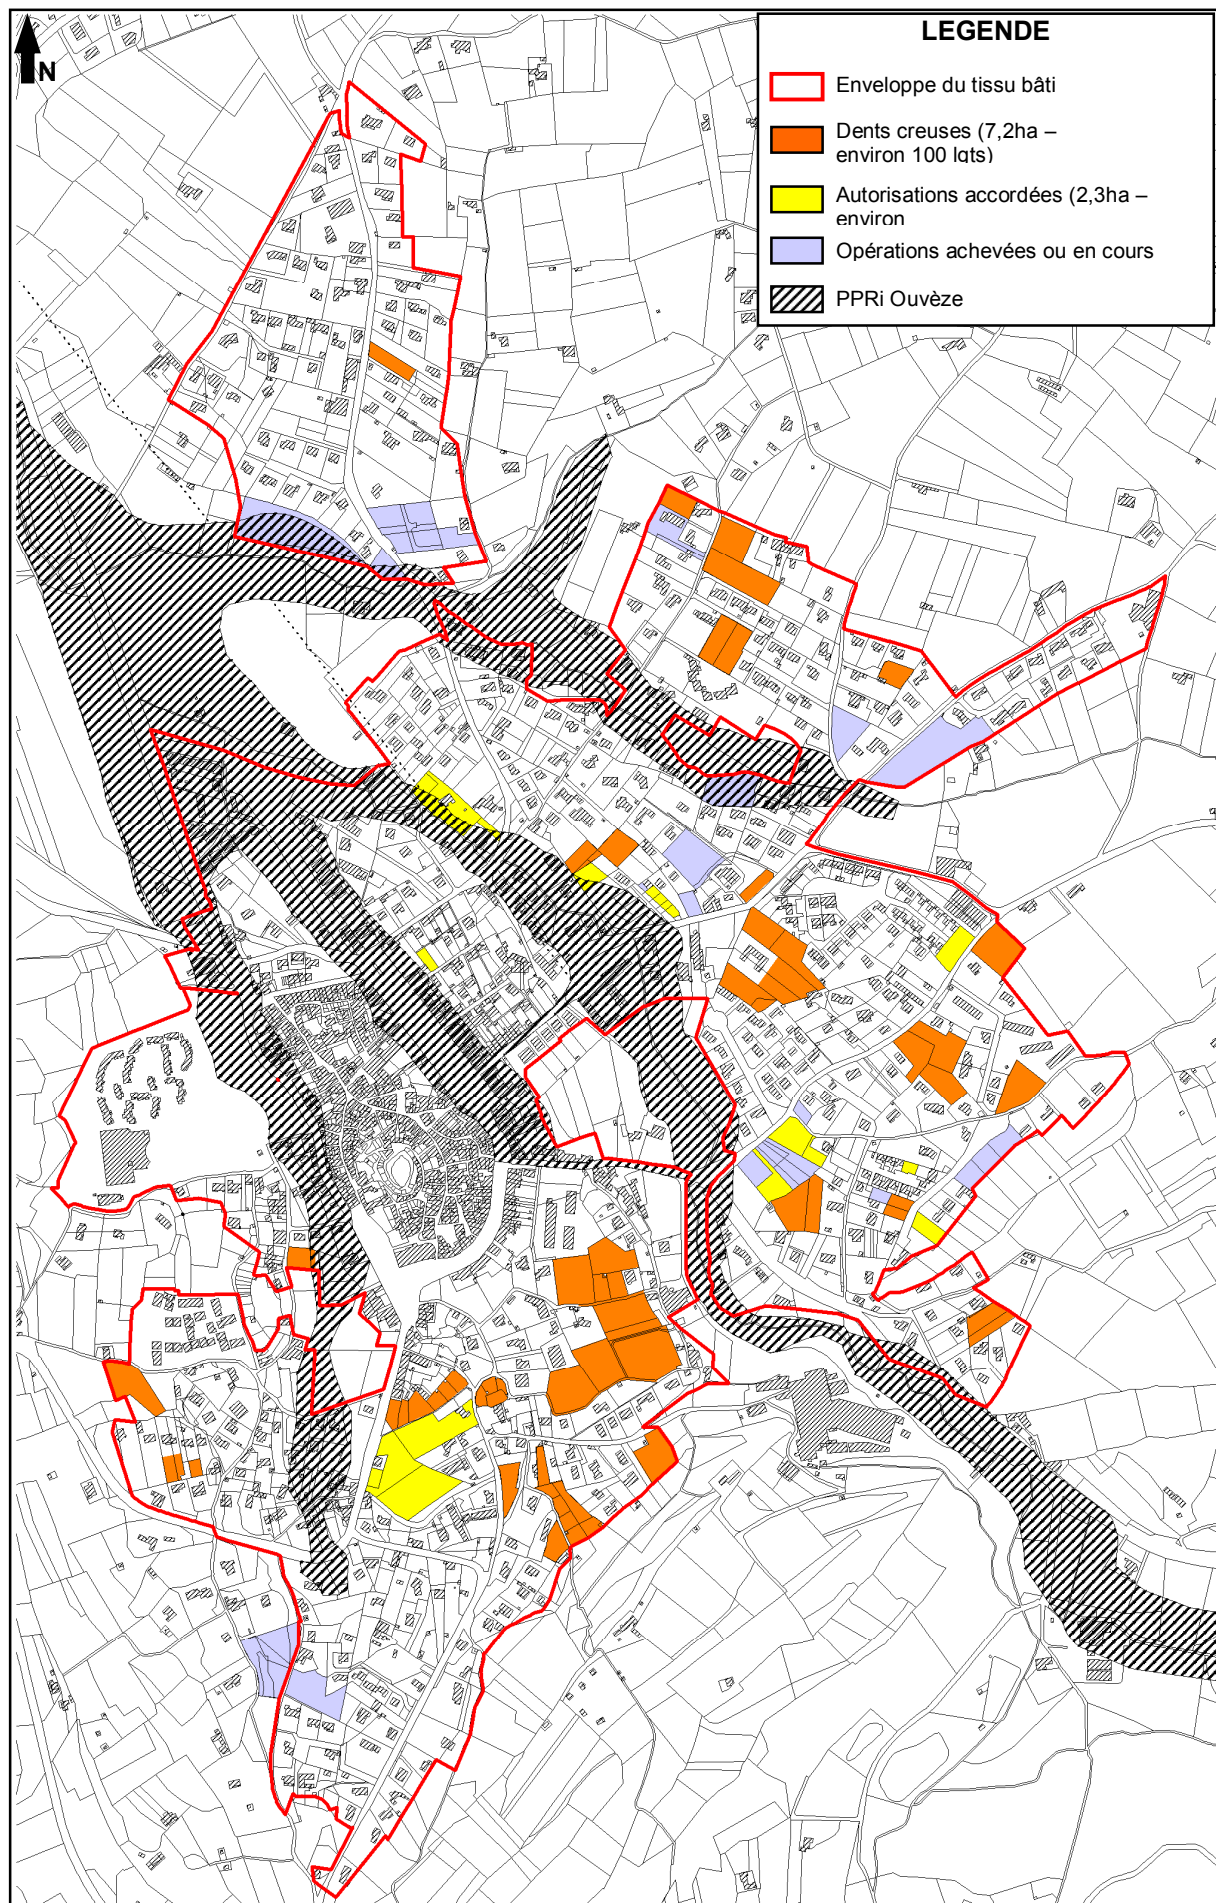 LEGENDE
N
Enveloppe du tissu bâti
Dents creuses (7,2ha –
environ 100 lgts)
Autorisations accordées (2,3ha –
environ
Opérations achevées ou en cours
PPRi Ouvèze